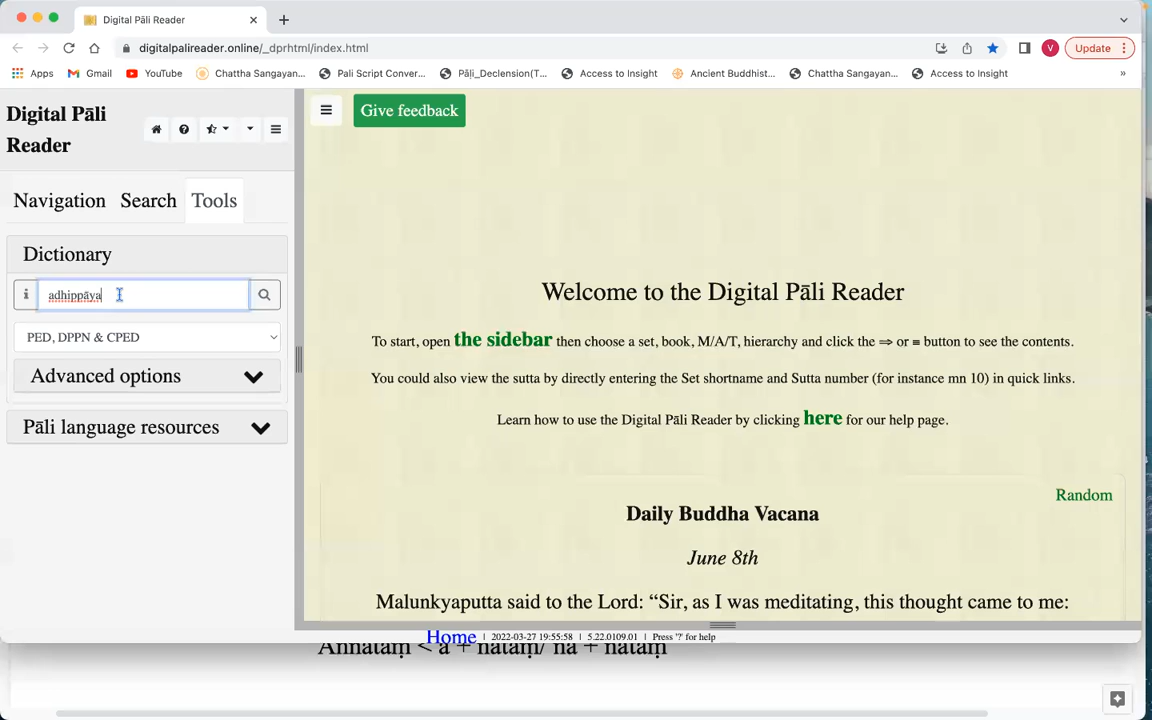 Digital Pāli Reader
digitalpalireader.online/_dprhtml/index.html
V
Update
Apps
Gmail
YouTube
Chattha Sangayan...
Pali Script Conver...
Pāḷi_Declension(T...
Access to Insight
Ancient Buddhist...
Chattha Sangayan...
Access to Insight
»
Digital Pāli
Reader
Give feedback
Navigation
Search
Tools
Dictionary
adhippāya
PED, DPPN & CPED
Advanced options
Pāli language resources
Welcome to the Digital Pāli Reader
To start, open the sidebar then choose a set, book, M/A/T, hierarchy and click the ⇒ or ≡ button to see the contents.
You could also view the sutta by directly entering the Set shortname and Sutta number (for instance mn 10) in quick links.
Learn how to use the Digital Pāli Reader by clicking here for our help page.
Random
Daily Buddha Vacana
June 8th
Malunkyaputta said to the Lord: “Sir, as I was meditating, this thought came to me:
Home | 2022-03-27 19:55:58 | 5.22.0109.01 | Press '?' for help
Aññātaṃ < a + ñātaṃ/ na + ñātaṃ